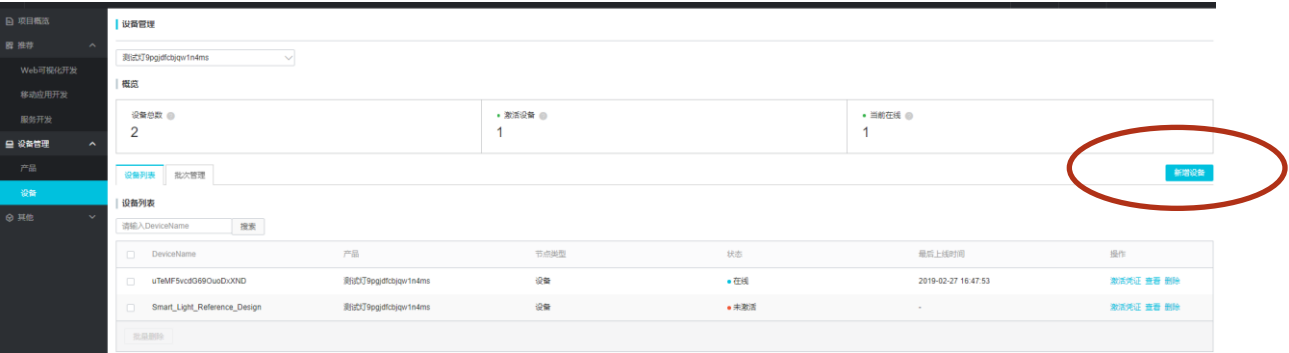 项目概览
推荐
Web可视化开发
移动应用开发
服务开发
设备管理
产品
设备
其他
设备管理
测试灯9pgjdfcbjqw1n4ms
概览
设备总数
2
激活设备
1
当前在线
1
设备列表 批次管理 新增设备
设备列表
请输入DeviceName 搜索
DeviceName 产品 节点类型 状态 最后上线时间 操作
uTeMF5vcdG69OuoDxXND 测试灯9pgjdfcbjqw1n4ms 设备 在线 2019-02-27 16:47:53 激活凭证 查看 删除
Smart_Light_Reference_Design 测试灯9pgjdfcbjqw1n4ms 设备 未激活 - 激活凭证 查看 删除
批量删除